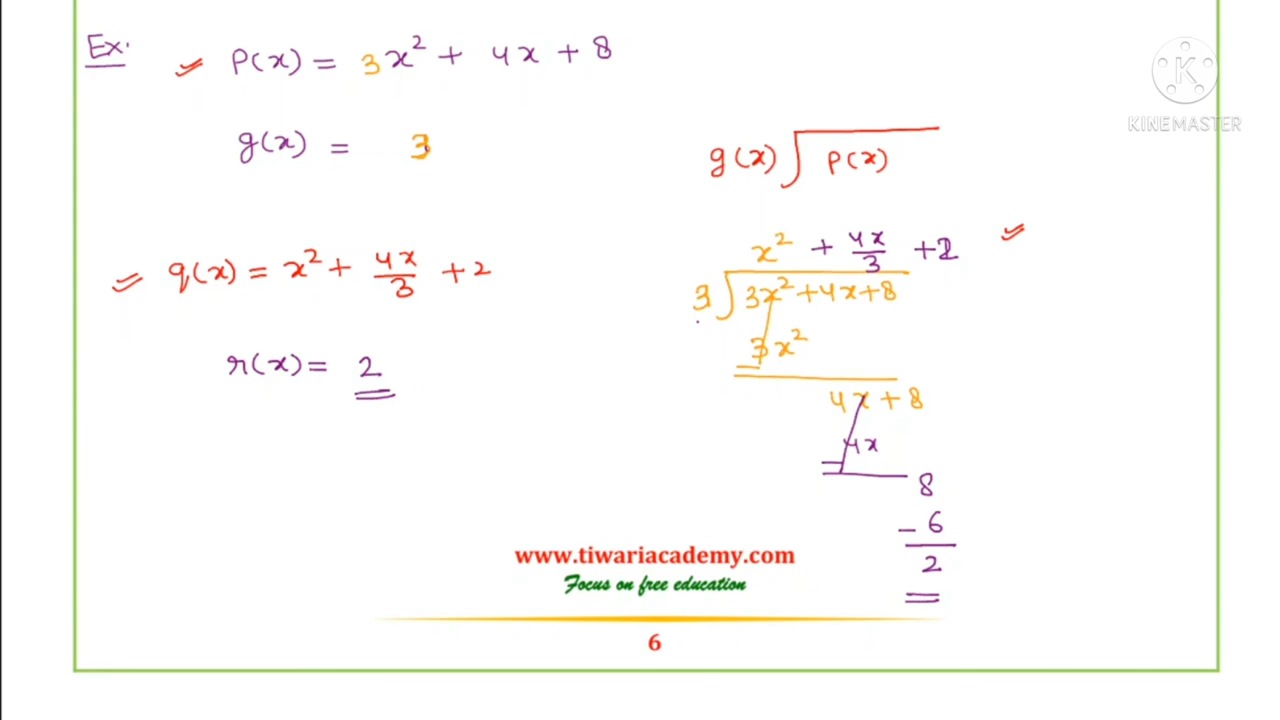 Ex.
P(x) = 3x² + 4x + 8
g(x) = 3
q(x) = x² + 4x/3 + 2
r(x) = 2
K
KINEMASTER
g(x) P(x)
x² + 4x/3 + 2
3 3x² + 4x + 8
3x²
4x + 8
4x
8
- 6
2
www.tiwariacademy.com
Focus on free education
6